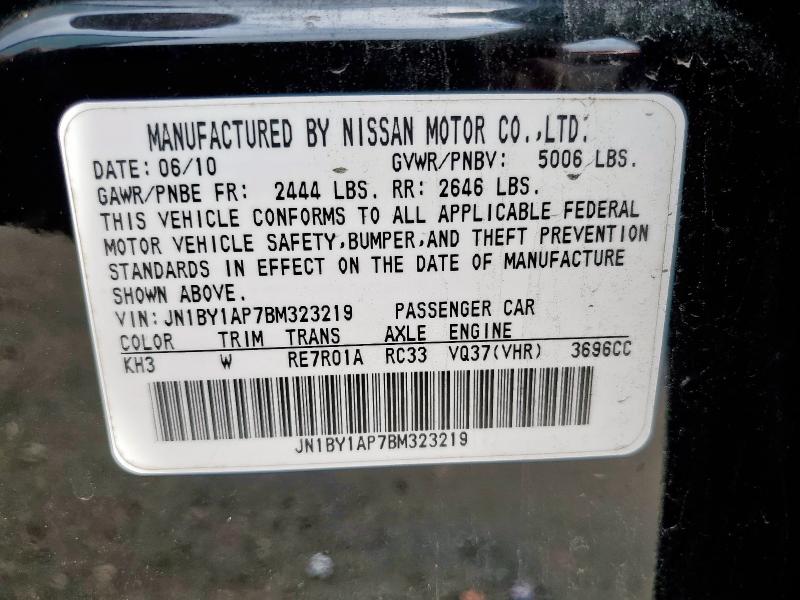 MANUFACTURED BY NISSAN MOTOR CO.,LTD.
DATE: 06/10 GVWR/PNBV: 5006 LBS.
GAWR/PNBE FR: 2444 LBS. RR: 2646 LBS.
THIS VEHICLE CONFORMS TO ALL APPLICABLE FEDERAL
MOTOR VEHICLE SAFETY,BUMPER,AND THEFT PREVENTION
STANDARDS IN EFFECT ON THE DATE OF MANUFACTURE
SHOWN ABOVE.
VIN: JN1BY1AP7BM323219 PASSENGER CAR
COLOR TRIM TRANS AXLE ENGINE
KH3 W RE7R01A RC33 VQ37(VHR) 3696CC
JN1BY1AP7BM323219